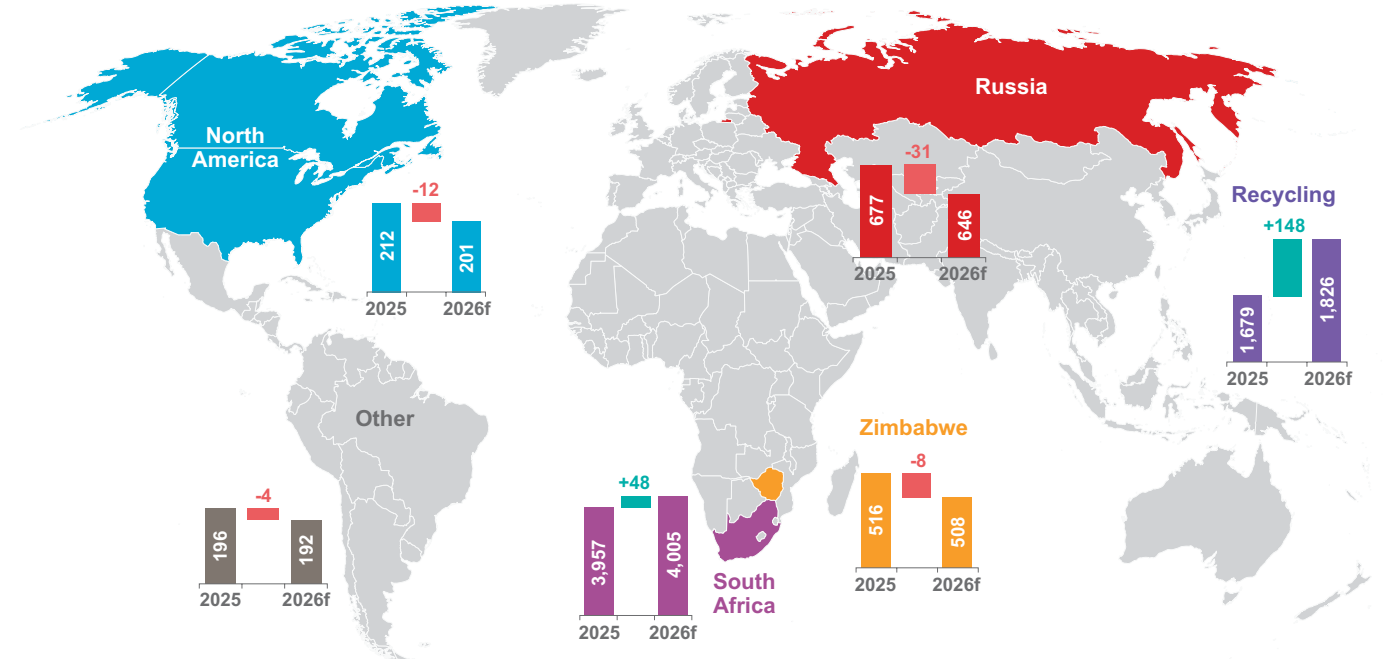 North
America
-12
212
201
2025
2026f
Russia
-31
677
646
2025
2026f
Recycling
+148
1,679
1,826
2025
2026f
Other
-4
196
192
2025
2026f
+48
3,957
4,005
2025
2026f
South
Africa
Zimbabwe
-8
516
508
2025
2026f